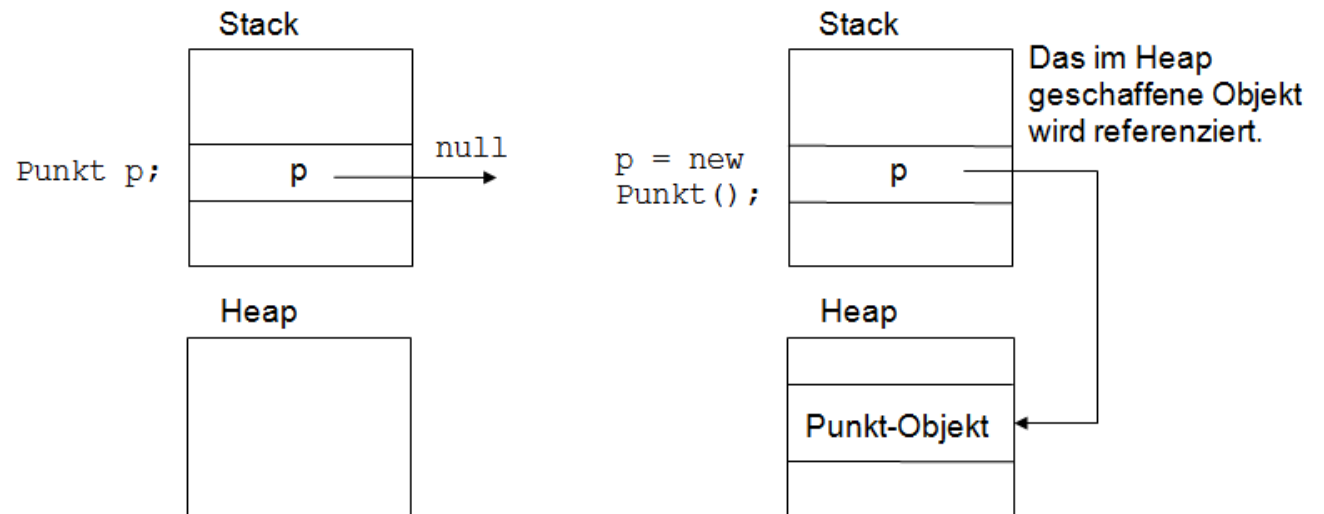 Stack
Punkt p;
p
null
Heap
Stack
Das im Heap
geschaffene Objekt
wird referenziert.
p = new
Punkt();
p
Heap
Punkt-Objekt